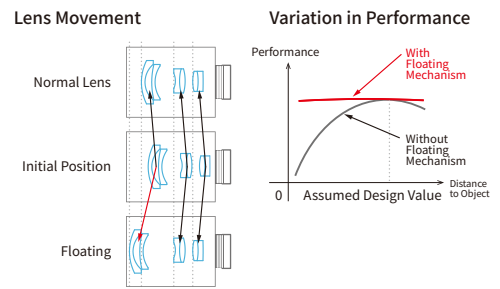 Lens Movement
Normal Lens
Initial Position
Floating
Variation in Performance
Performance
With
Floating
Mechanism
Without
Floating
Mechanism
0
Assumed Design Value
Distance
to Object